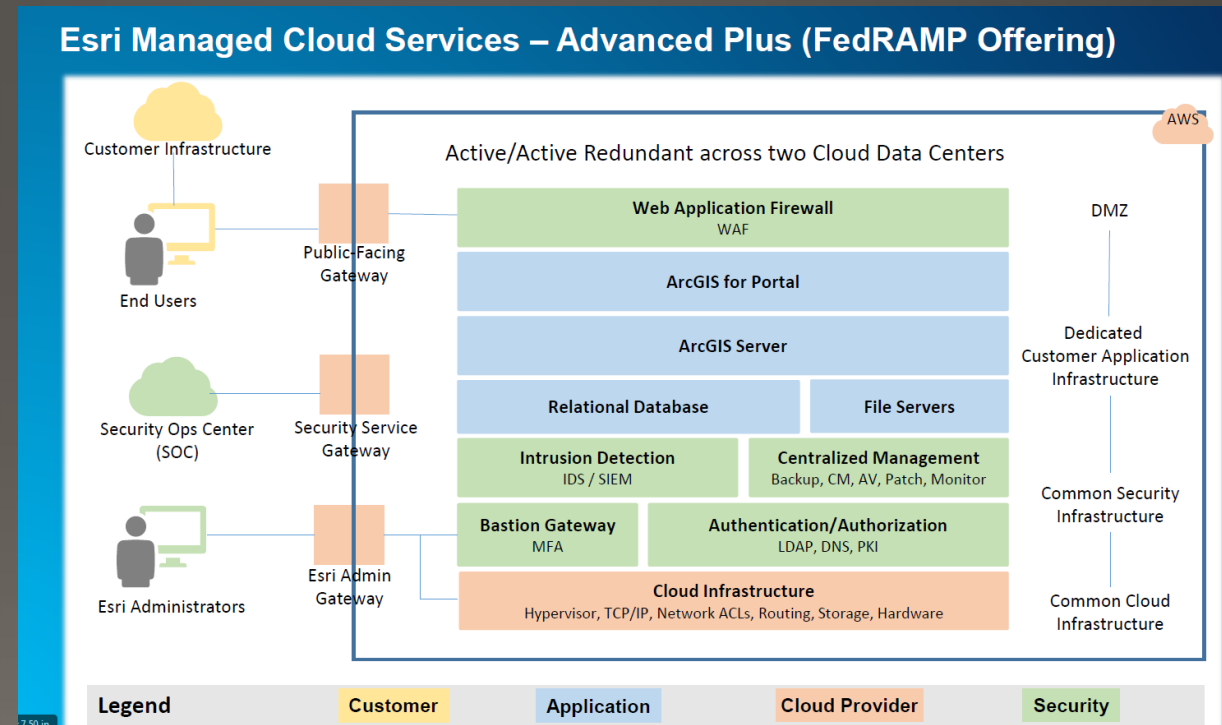 Esri Managed Cloud Services – Advanced Plus (FedRAMP Offering)
AWS
Customer Infrastructure
Active/Active Redundant across two Cloud Data Centers
Web Application Firewall
WAF
DMZ
Public-Facing
Gateway
End Users
ArcGIS for Portal
ArcGIS Server
Dedicated
Customer Application
Infrastructure
Relational Database
File Servers
Security Ops Center
(SOC)
Security Service
Gateway
Intrusion Detection
IDS / SIEM
Centralized Management
Backup, CM, AV, Patch, Monitor
Common Security
Infrastructure
Bastion Gateway
MFA
Authentication/Authorization
LDAP, DNS, PKI
Esri Admin
Gateway
Esri Administrators
Cloud Infrastructure
Hypervisor, TCP/IP, Network ACLs, Routing, Storage, Hardware
Common Cloud
Infrastructure
Legend
Customer
Application
Cloud Provider
Security
7.50 in